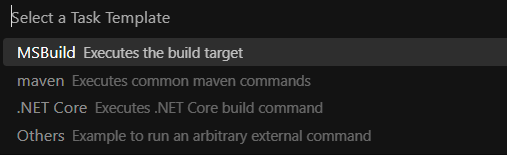 Select a Task Template
MSBuild Executes the build target
maven Executes common maven commands
.NET Core Executes .NET Core build command
Others Example to run an arbitrary external command